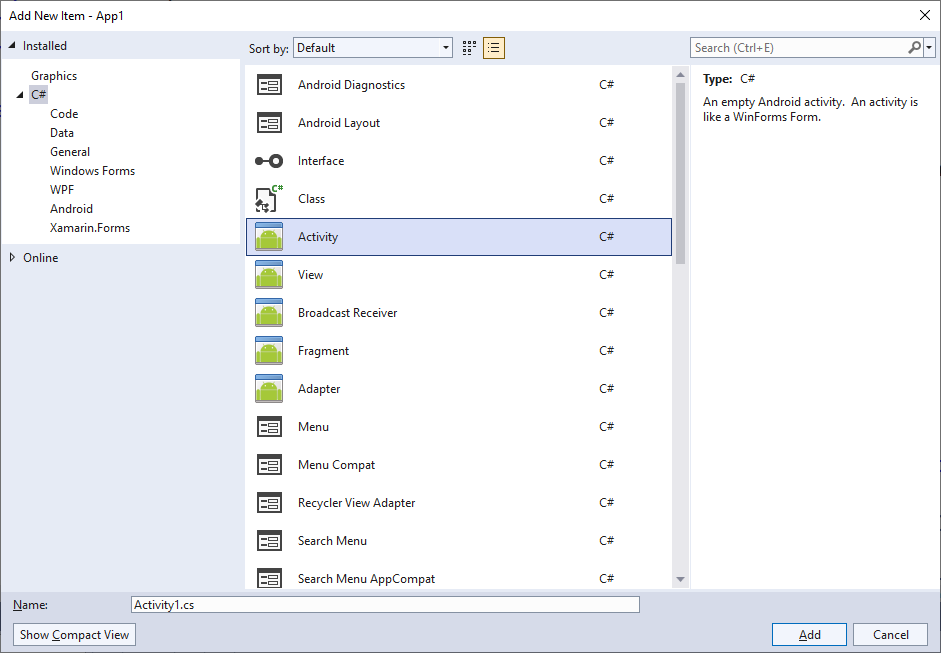 Add New Item - App1
Installed
Graphics
C#
Code
Data
General
Windows Forms
WPF
Android
Xamarin.Forms
Online
Sort by: Default
Search (Ctrl+E)
Android Diagnostics C#
Android Layout C#
Interface C#
C#
Class C#
Activity C#
View C#
Broadcast Receiver C#
Fragment C#
Adapter C#
Menu C#
Menu Compat C#
Recycler View Adapter C#
Search Menu C#
Search Menu AppCompat C#
Type: C#
An empty Android activity. An activity is
like a WinForms Form.
Name: Activity1.cs
Show Compact View
Add
Cancel